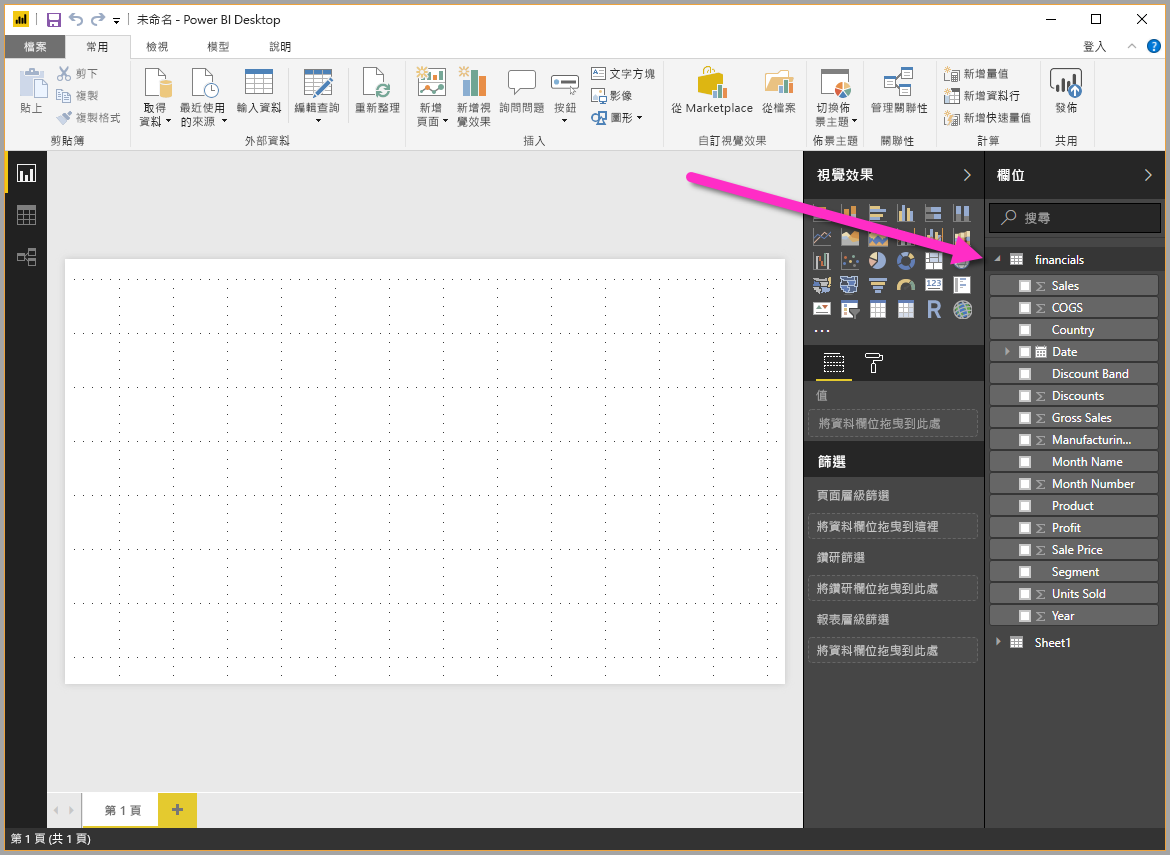 未命名 - Power BI Desktop
檔案
常用
檢視
模型
說明
登入
?
貼上
剪下
複製
複製格式
取得
資料
最近使用
的來源
輸入資料
編輯查詢
重新整理
新增
頁面
新增視
覺效果
詢問問題
按鈕
文字方塊
影像
圖形
從 Marketplace
從檔案
切換佈
景主題
管理關聯性
新增量值
新增資料行
新增快速量值
發佈
剪貼簿
外部資料
插入
自訂視覺效果
佈景主題
關聯性
計算
共用
視覺效果
123
R
值
將資料欄位拖曳到此處
篩選
頁面層級篩選
將資料欄位拖曳到這裡
鑽研篩選
將鑽研欄位拖曳到此處
報表層級篩選
將資料欄位拖曳到此處
欄位
搜尋
financials
Σ Sales
Σ COGS
Country
Date
Discount Band
Σ Discounts
Σ Gross Sales
Σ Manufacturin...
Month Name
Σ Month Number
Product
Σ Profit
Σ Sale Price
Segment
Σ Units Sold
Σ Year
Sheet1
第 1 頁
+
第 1 頁 (共 1 頁)